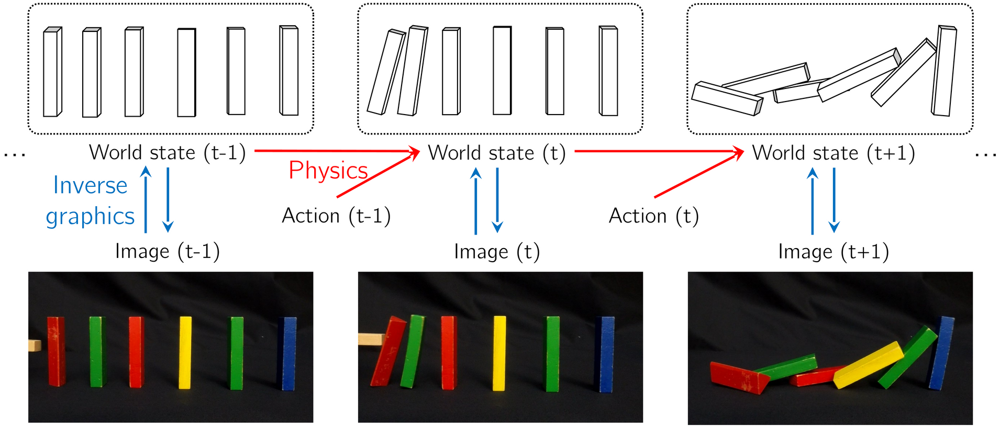 … World state (t-1) World state (t) World state (t+1) …
Physics
Inverse
graphics
Action (t-1) Action (t)
Image (t-1) Image (t) Image (t+1)